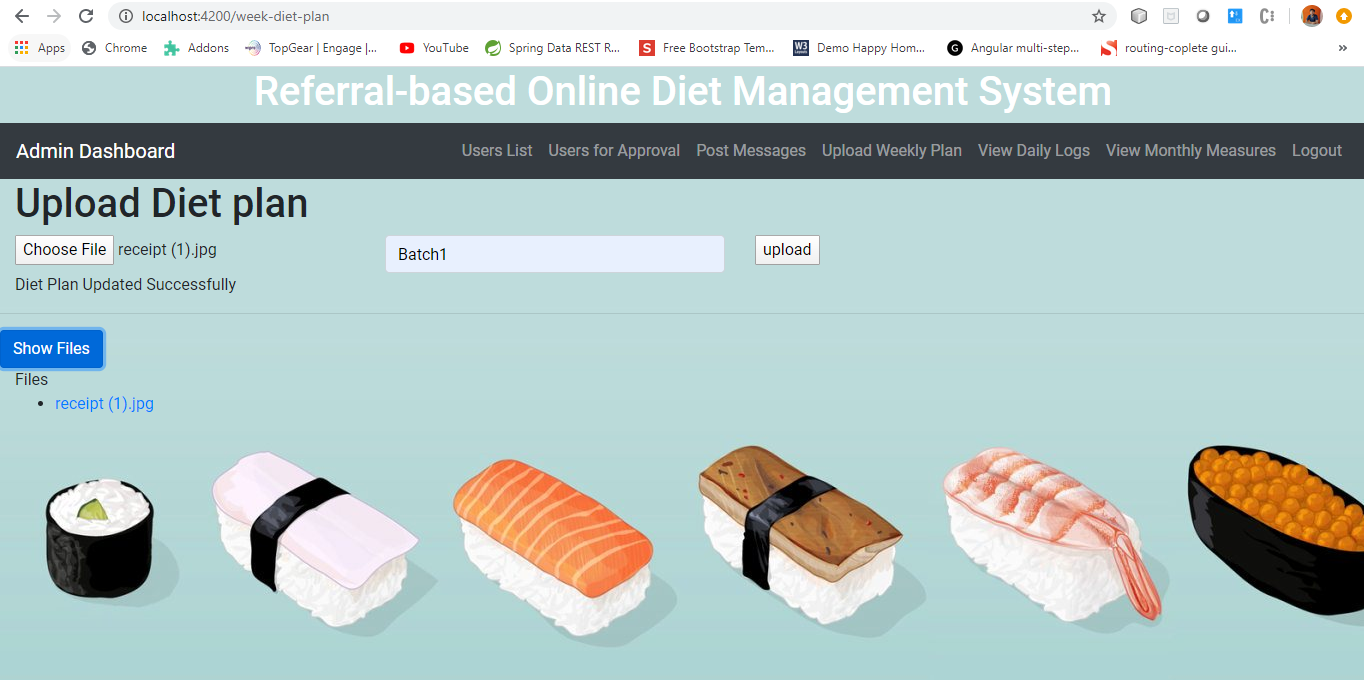 localhost:4200/week-diet-plan
Apps Chrome Addons TopGear | Engage |... YouTube Spring Data REST R... S Free Bootstrap Tem... W3 Demo Happy Hom... G Angular multi-step... routing-coplete gui... »
Referral-based Online Diet Management System
Admin Dashboard Users List Users for Approval Post Messages Upload Weekly Plan View Daily Logs View Monthly Measures Logout
Upload Diet plan
Choose File receipt (1).jpg Batch1 upload
Diet Plan Updated Successfully
Show Files
Files
• receipt (1).jpg